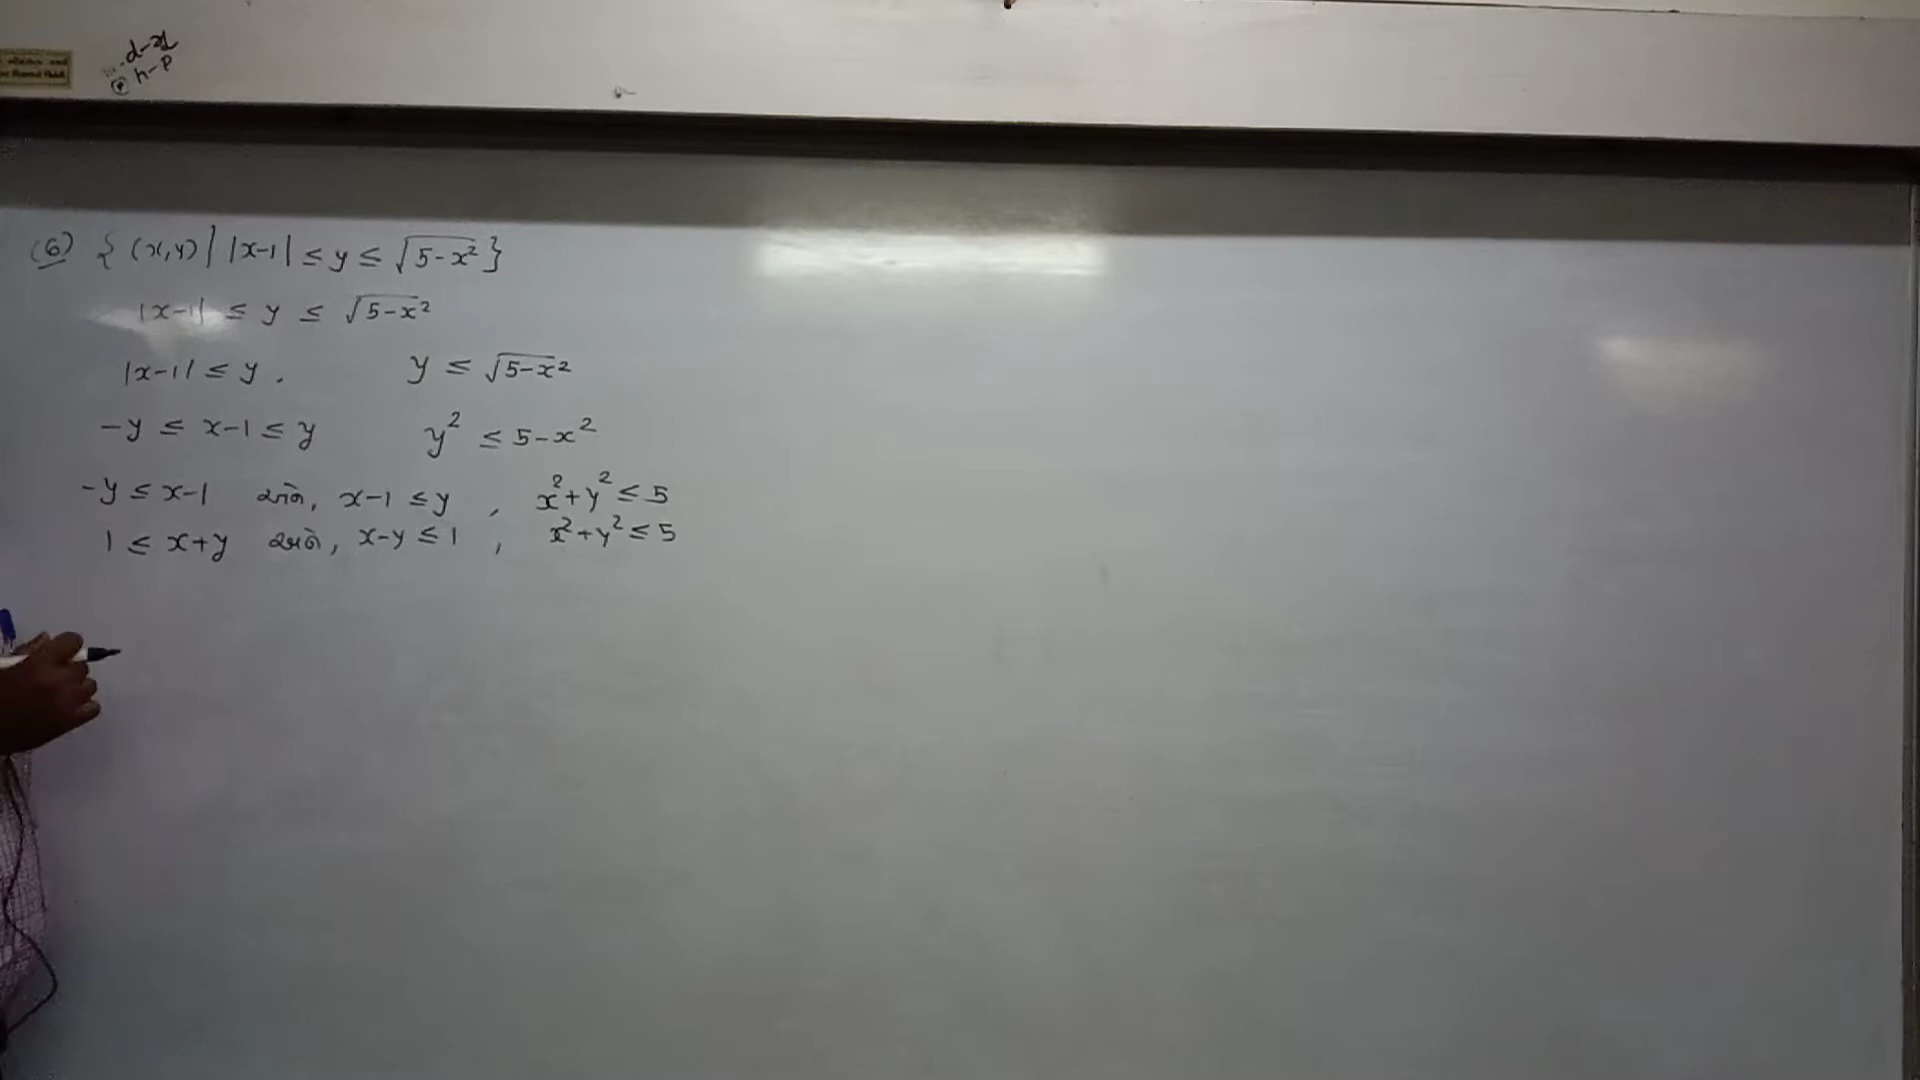 (6) { (x,y) | |x-1| ≤ y ≤ √5-x² }
|x-1| ≤ y ≤ √5-x²
|x-1| ≤ y . y ≤ √5-x²
-y ≤ x-1 ≤ y y² ≤ 5-x²
-y ≤ x-1 અને, x-1 ≤ y , x²+y² ≤ 5
1 ≤ x+y અને, x-y ≤ 1 , x²+y² ≤ 5